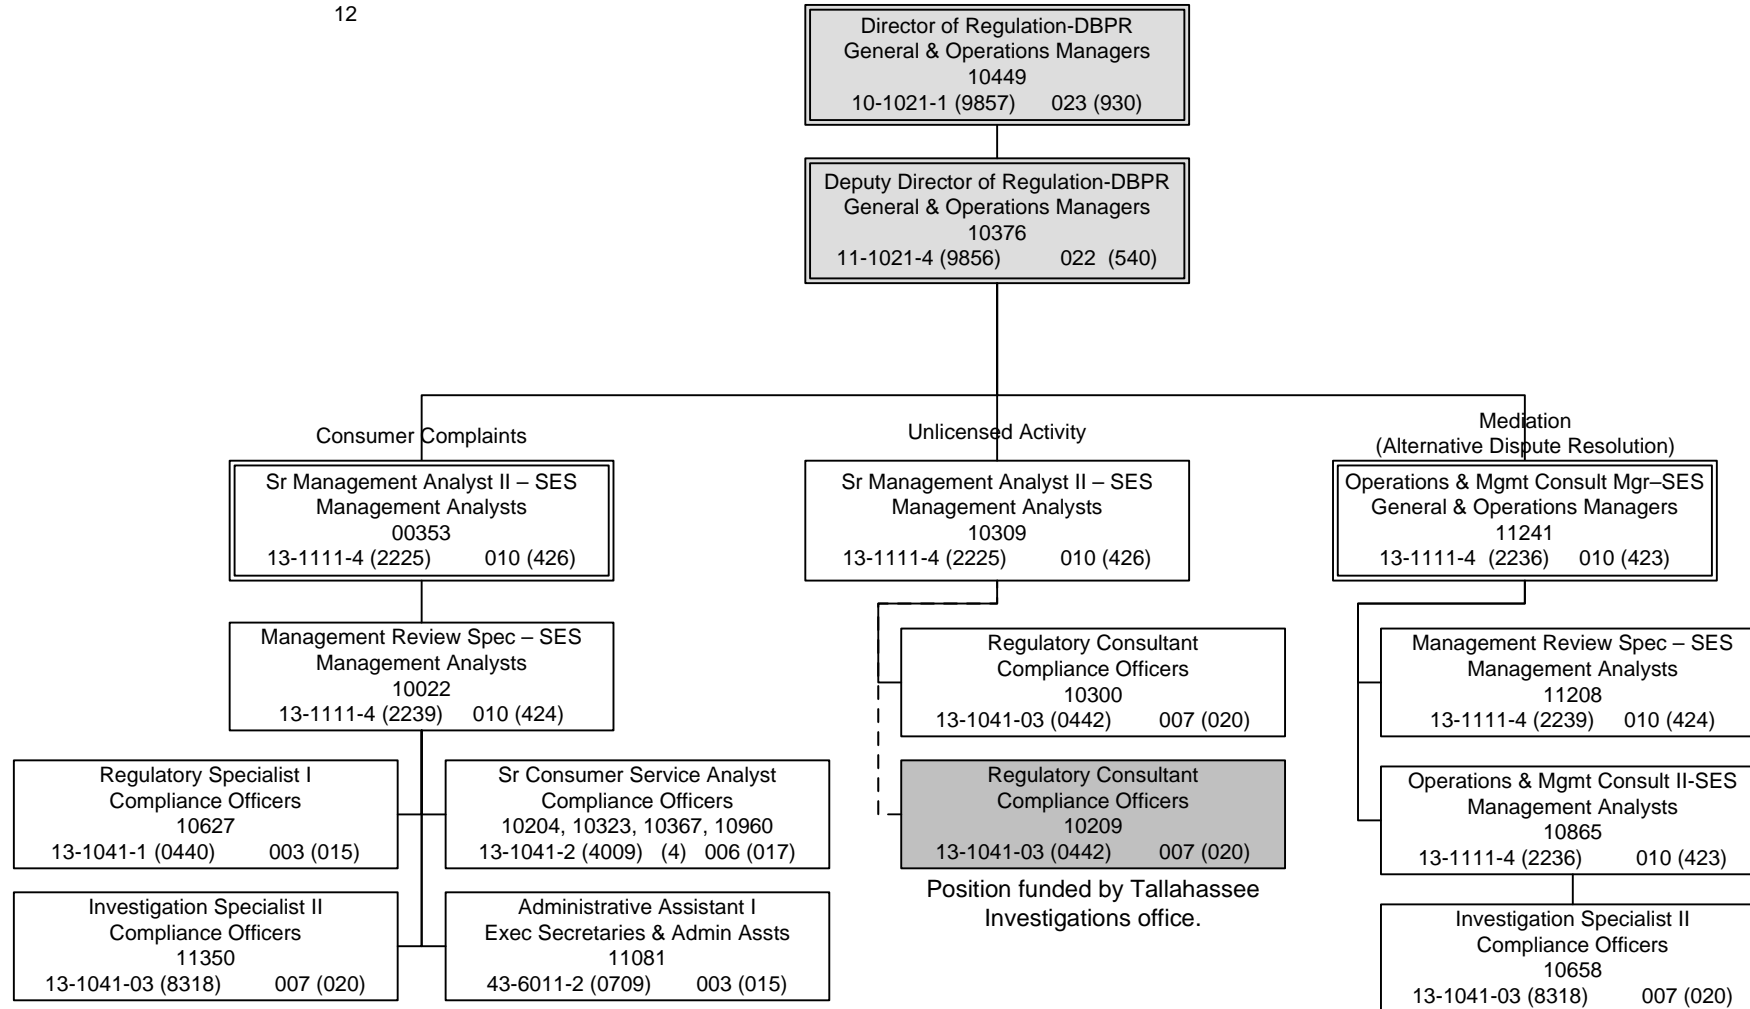 12
Director of Regulation-DBPR
General & Operations Managers
10449
10-1021-1 (9857) 023 (930)
Deputy Director of Regulation-DBPR
General & Operations Managers
10376
11-1021-4 (9856) 022 (540)
Consumer Complaints
Sr Management Analyst II – SES
Management Analysts
00353
13-1111-4 (2225) 010 (426)
Management Review Spec – SES
Management Analysts
10022
13-1111-4 (2239) 010 (424)
Regulatory Specialist I
Compliance Officers
10627
13-1041-1 (0440) 003 (015)
Sr Consumer Service Analyst
Compliance Officers
10204, 10323, 10367, 10960
13-1041-2 (4009) (4) 006 (017)
Investigation Specialist II
Compliance Officers
11350
13-1041-03 (8318) 007 (020)
Administrative Assistant I
Exec Secretaries & Admin Assts
11081
43-6011-2 (0709) 003 (015)
Unlicensed Activity
Sr Management Analyst II – SES
Management Analysts
10309
13-1111-4 (2225) 010 (426)
Regulatory Consultant
Compliance Officers
10300
13-1041-03 (0442) 007 (020)
Regulatory Consultant
Compliance Officers
10209
13-1041-03 (0442) 007 (020)
Position funded by Tallahassee
Investigations office.
Mediation
(Alternative Dispute Resolution)
Operations & Mgmt Consult Mgr–SES
General & Operations Managers
11241
13-1111-4 (2236) 010 (423)
Management Review Spec – SES
Management Analysts
11208
13-1111-4 (2239) 010 (424)
Operations & Mgmt Consult II-SES
Management Analysts
10865
13-1111-4 (2236) 010 (423)
Investigation Specialist II
Compliance Officers
10658
13-1041-03 (8318) 007 (020)